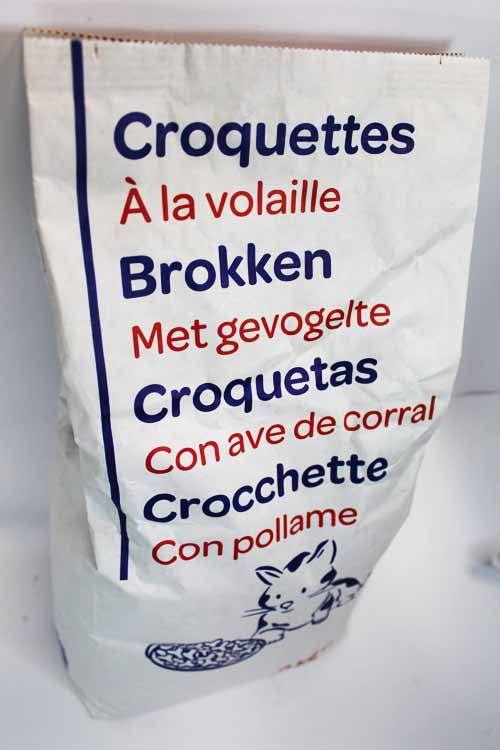 Croquettes
À la volaille
Brokken
Met gevogelte
Croquetas
Con ave de corral
Crocchette
Con pollame